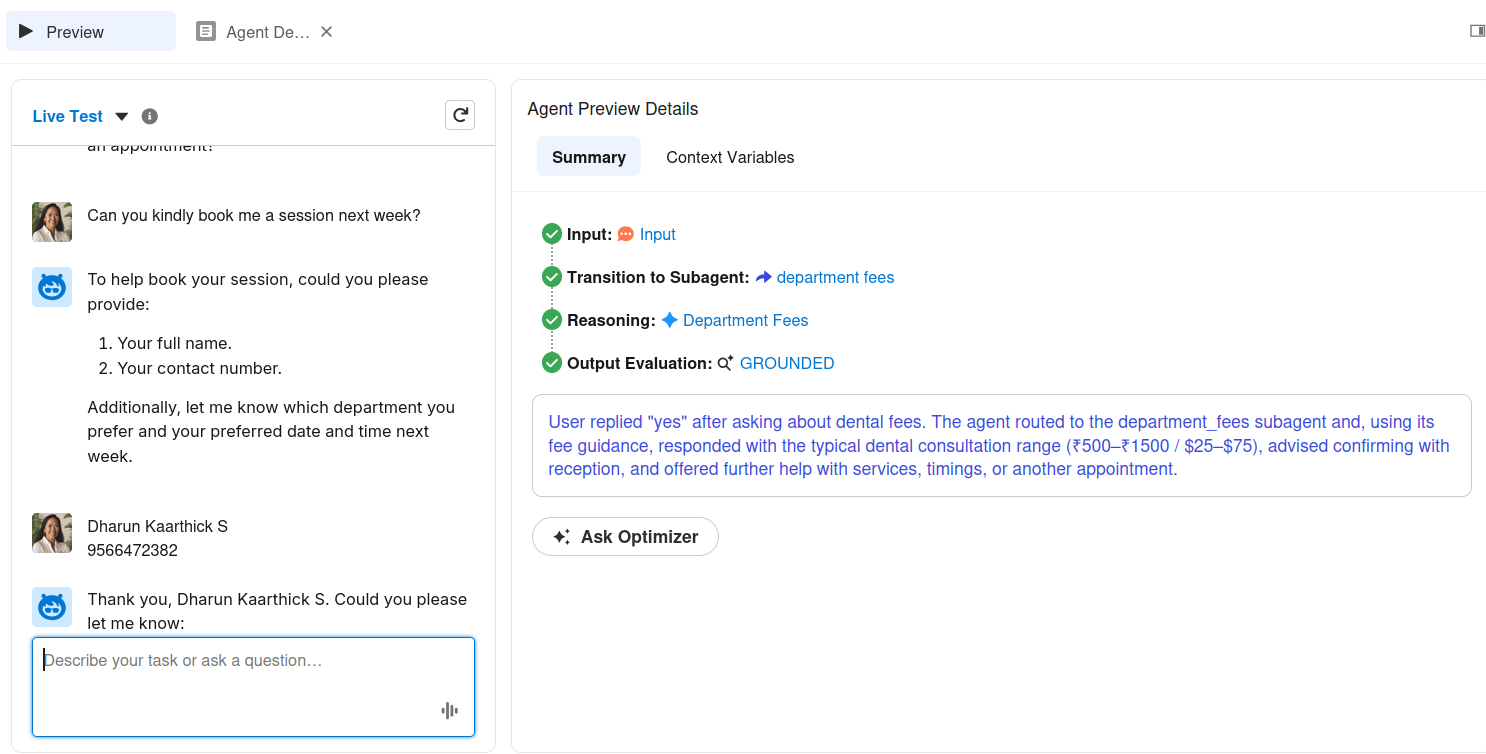 Preview
Agent De...
Live Test
an appointment?
Can you kindly book me a session next week?
To help book your session, could you please
provide:
1. Your full name.
2. Your contact number.
Additionally, let me know which department you
prefer and your preferred date and time next
week.
Dharun Kaarthick S
9566472382
Thank you, Dharun Kaarthick S. Could you please
let me know:
Describe your task or ask a question...
Agent Preview Details
Summary
Context Variables
Input: Input
Transition to Subagent: department fees
Reasoning: Department Fees
Output Evaluation: GROUNDED
User replied "yes" after asking about dental fees. The agent routed to the department_fees subagent and, using its
fee guidance, responded with the typical dental consultation range (₹500–₹1500 / $25–$75), advised confirming with
reception, and offered further help with services, timings, or another appointment.
Ask Optimizer